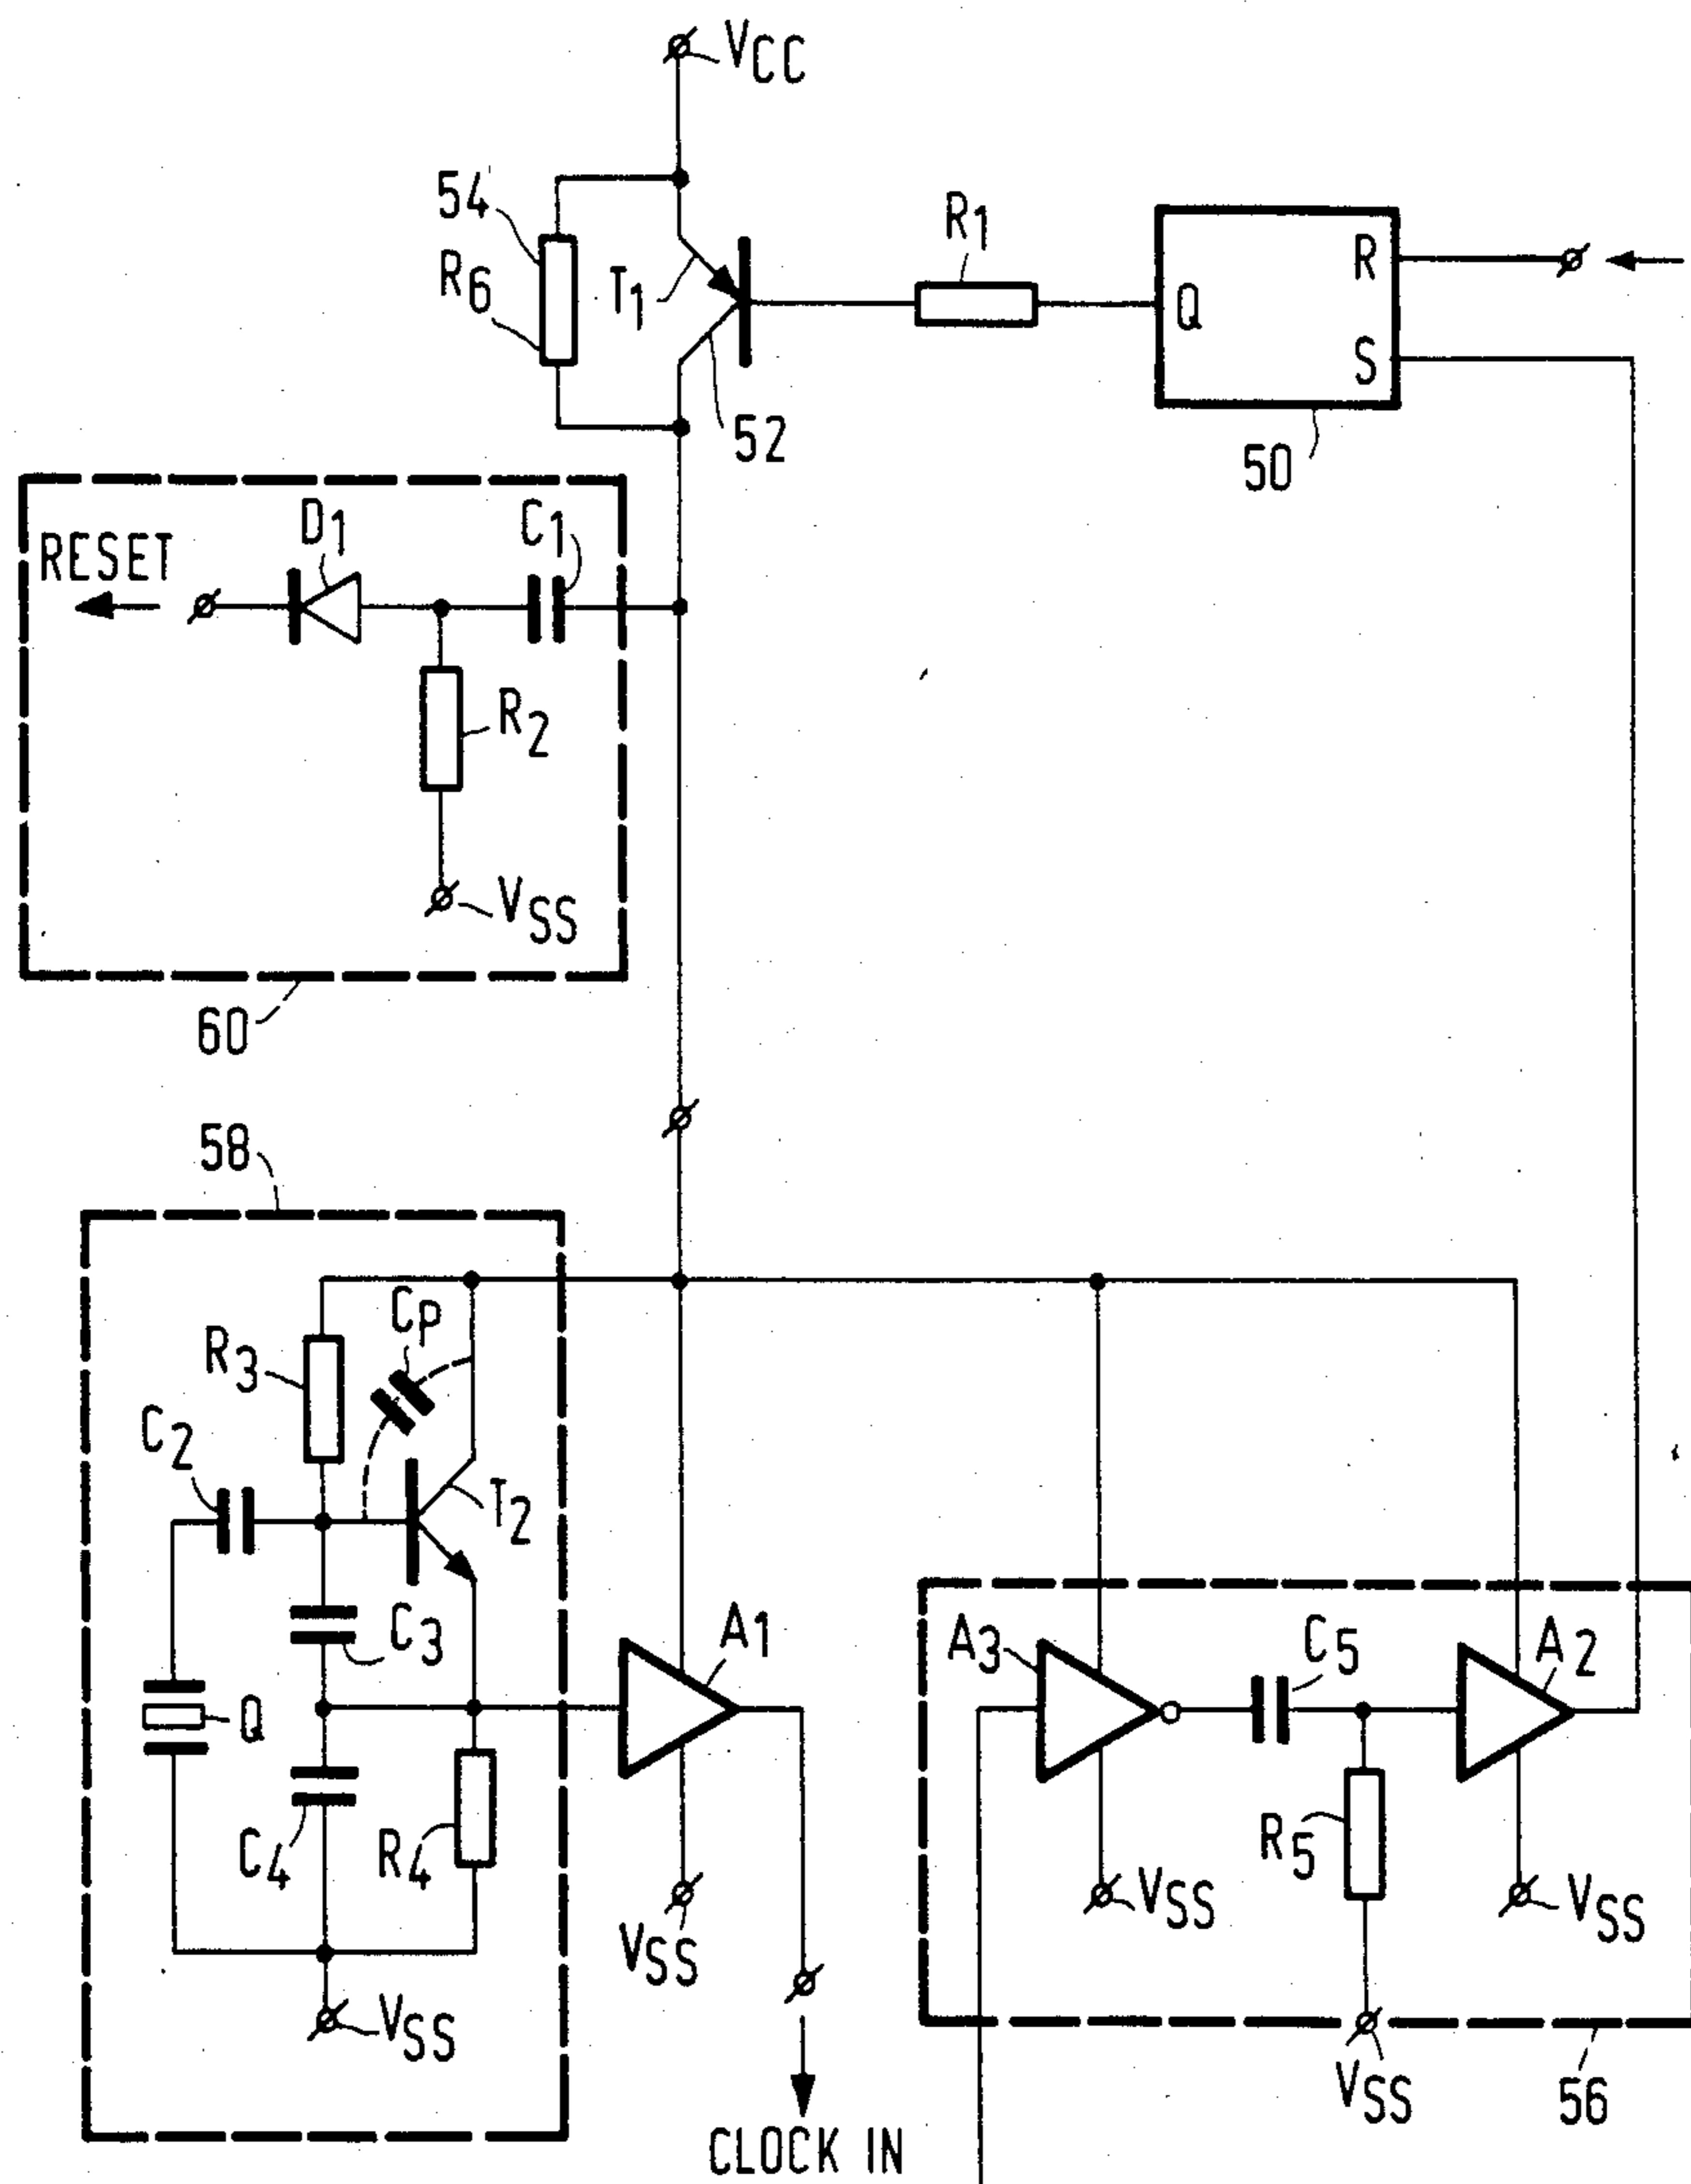 VCC
54
R6
T1
52
R1
Q
R
S
50
RESET
D1
C1
R2
VSS
60
58
R3
CP
C2
T2
C3
Q
C4
R4
VSS
A1
VSS
CLOCK IN
A3
C5
A2
R5
VSS
VSS
VSS
56